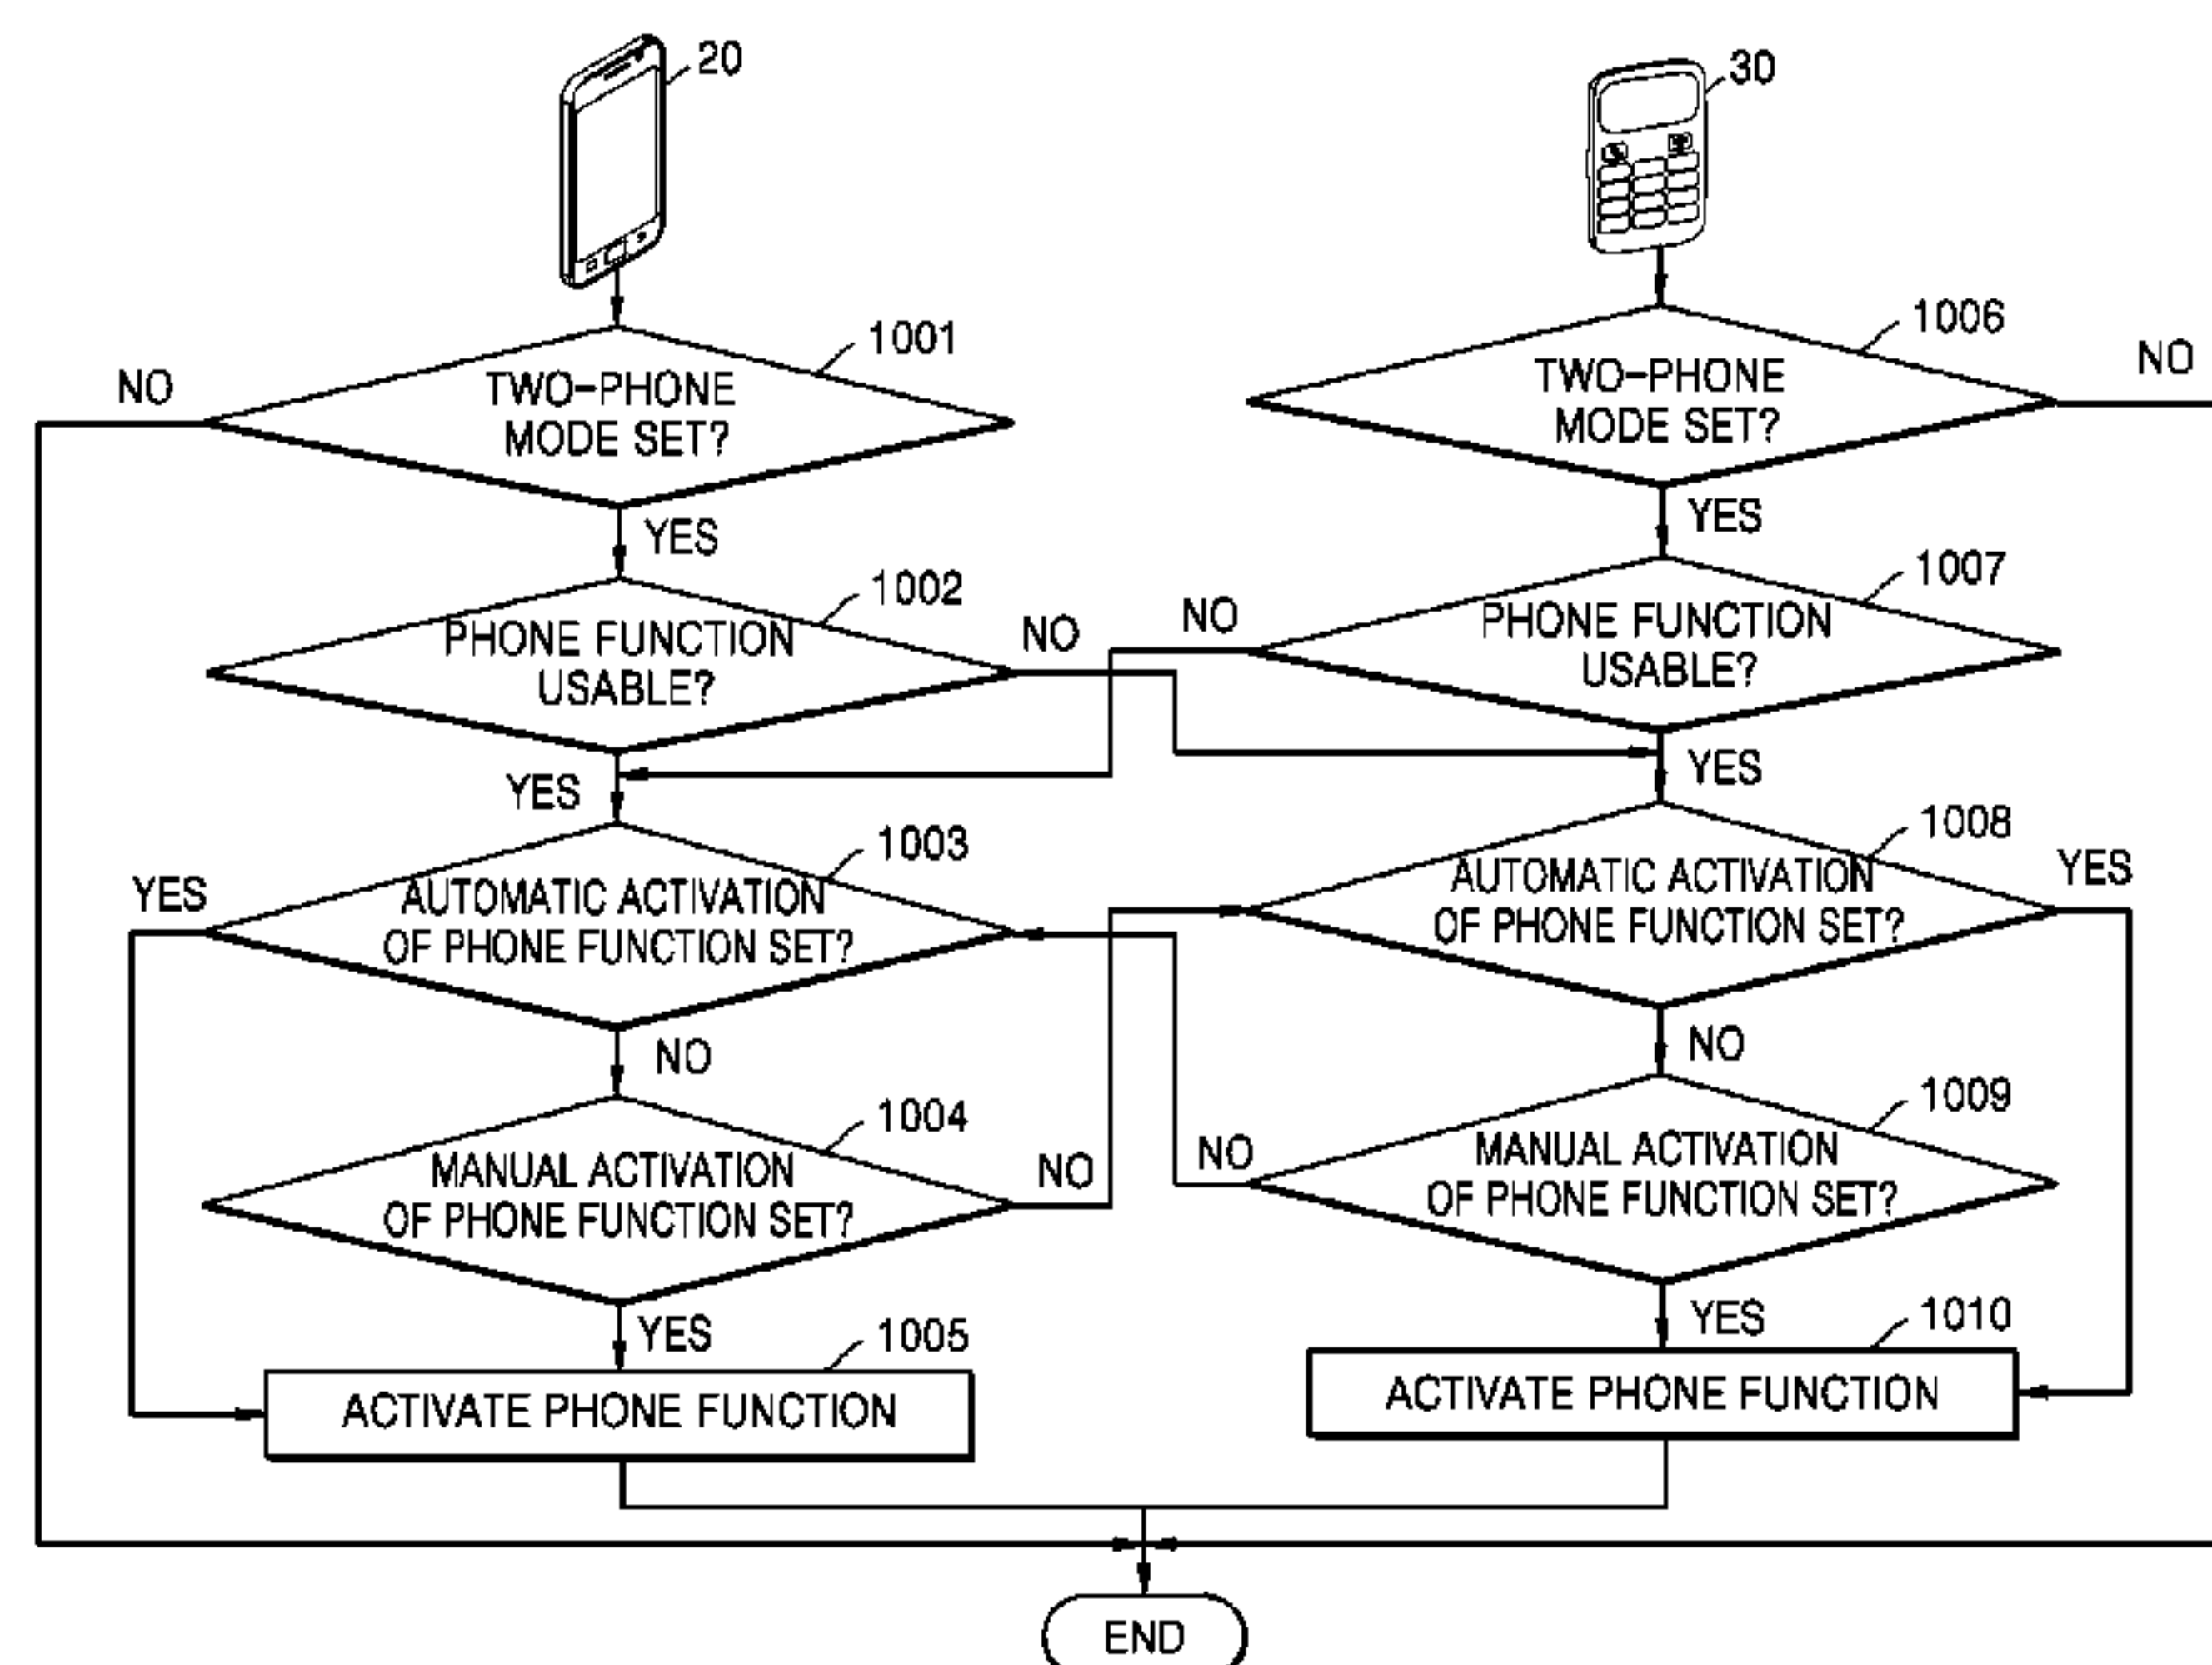 20
30
1001
TWO-PHONE
MODE SET?
NO
YES
1006
TWO-PHONE
MODE SET?
NO
YES
1002
PHONE FUNCTION
USABLE?
NO
YES
1007
PHONE FUNCTION
USABLE?
NO
YES
1003
AUTOMATIC ACTIVATION
OF PHONE FUNCTION SET?
YES
NO
1008
AUTOMATIC ACTIVATION
OF PHONE FUNCTION SET?
YES
NO
1004
MANUAL ACTIVATION
OF PHONE FUNCTION SET?
NO
YES
1009
MANUAL ACTIVATION
OF PHONE FUNCTION SET?
NO
YES
1005
ACTIVATE PHONE FUNCTION
1010
ACTIVATE PHONE FUNCTION
END